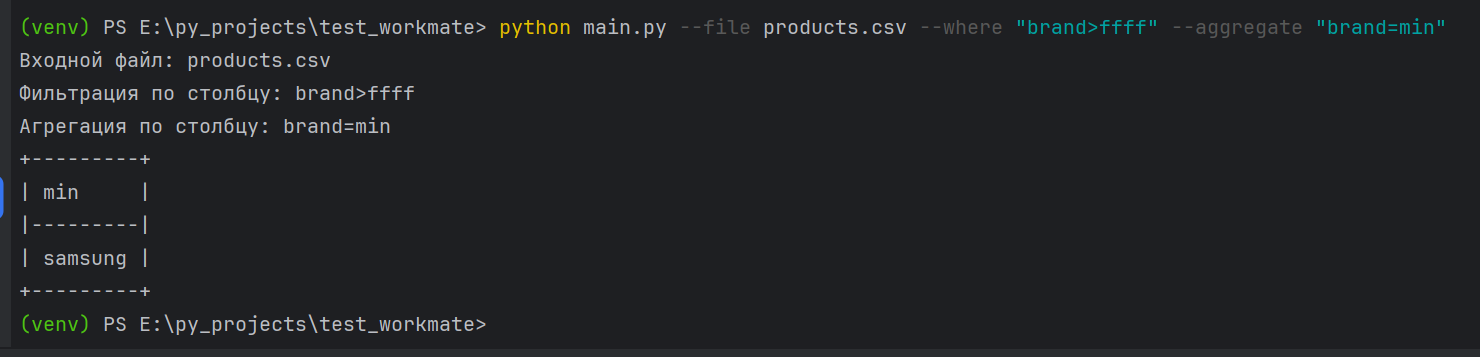 (venv) PS E:\py_projects\test_workmate> python main.py --file products.csv --where "brand>ffff" --aggregate "brand=min"
Входной файл: products.csv
Фильтрация по столбцу: brand>ffff
Агрегация по столбцу: brand=min
+---------+
| min     |
|---------|
| samsung |
+---------+
(venv) PS E:\py_projects\test_workmate>